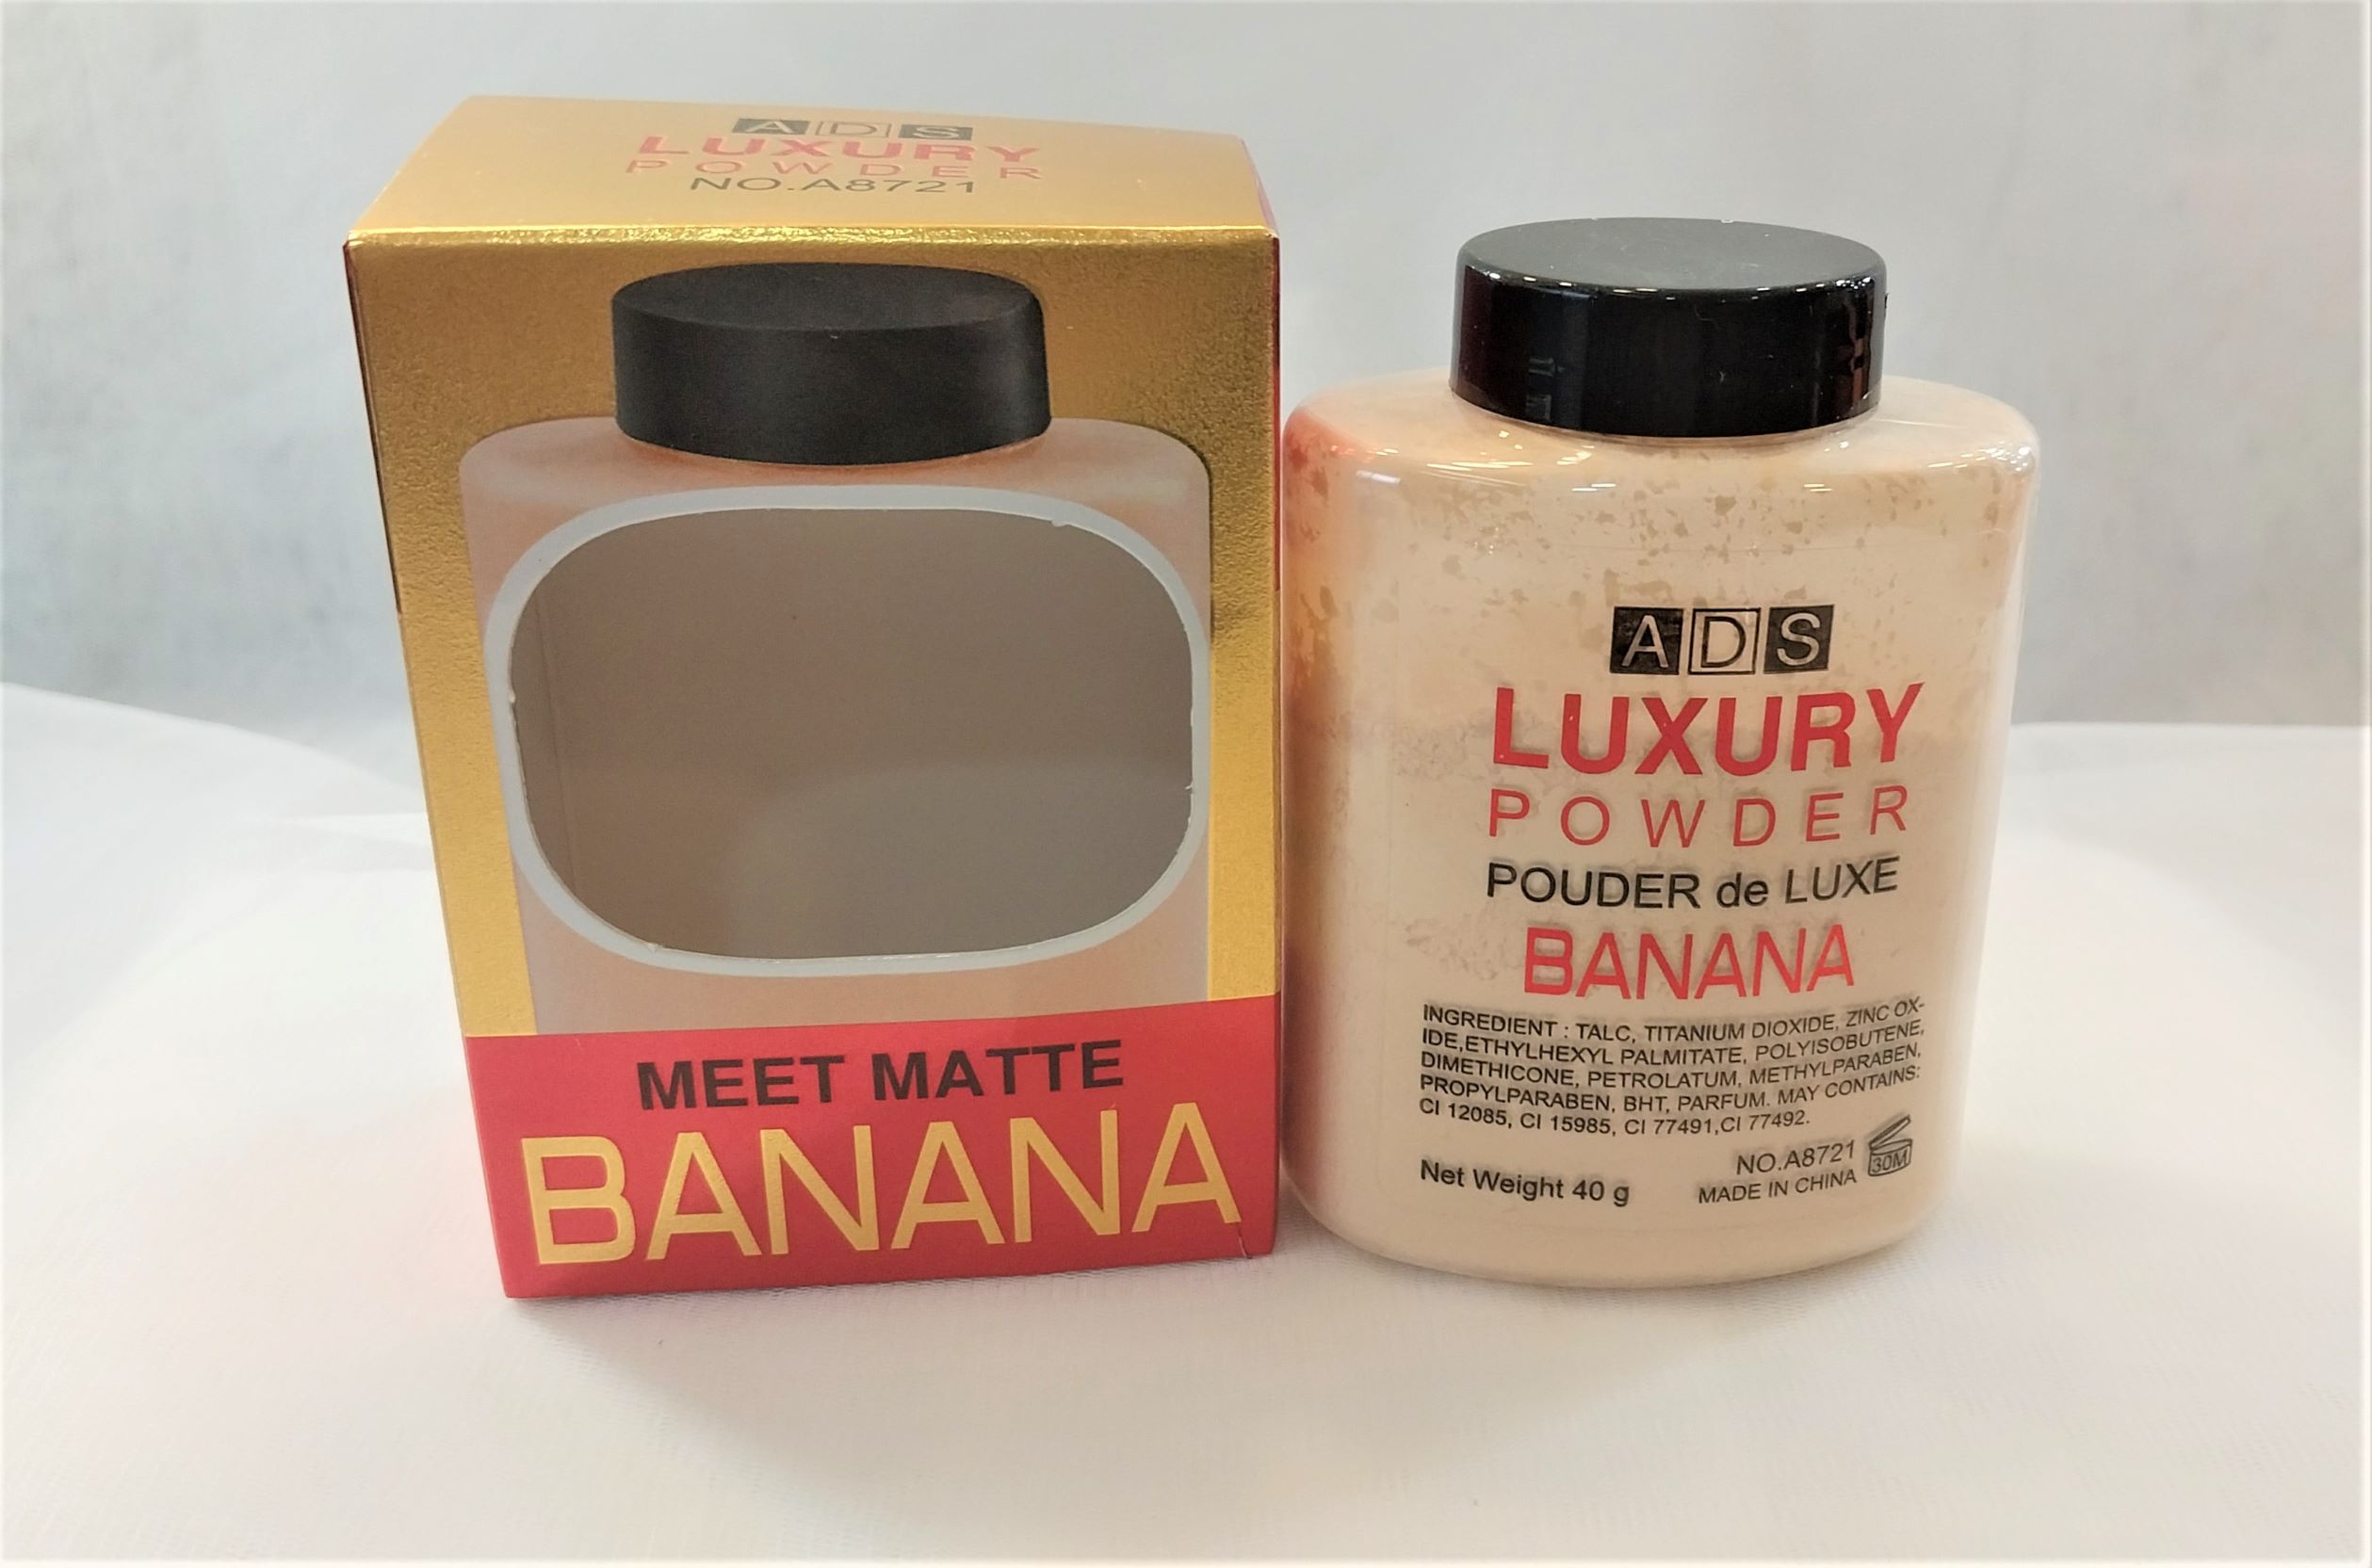 ADS
LUXURY
POWDER
NO.A8721
MEET MATTE
BANANA
ADS
LUXURY
POWDER
POUDER de LUXE
BANANA
INGREDIENT : TALC, TITANIUM DIOXIDE, ZINC OX-
IDE,ETHYLHEXYL PALMITATE, POLYISOBUTENE,
DIMETHICONE, PETROLATUM, METHYLPARABEN,
PROPYLPARABEN, BHT, PARFUM. MAY CONTAINS:
CI 12085, CI 15985, CI 77491,CI 77492.
Net Weight 40 g
NO.A8721
MADE IN CHINA
30M